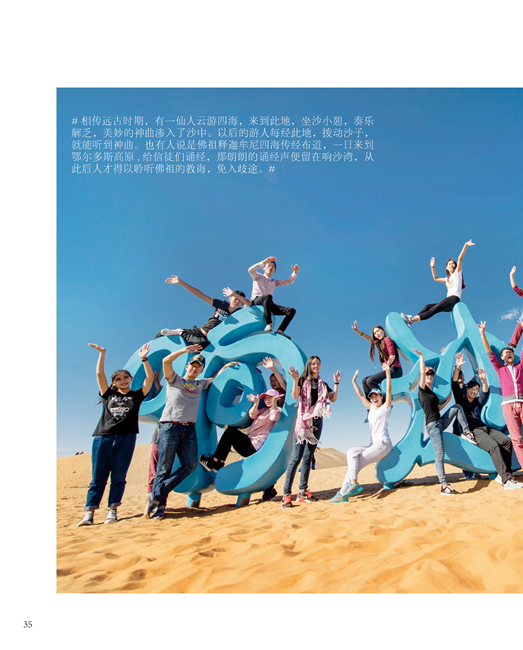 # 相传远古时期，有一仙人云游四海，来到此地，坐沙小憩，奏乐
解乏，美妙的神曲渗入了沙中。以后的游人每经此地，拨动沙子，
就能听到神曲。也有人说是佛祖释迦牟尼四海传经布道，一日来到
鄂尔多斯高原，给信徒们诵经，那朗朗的诵经声便留在响沙湾，从
此后人才得以聆听佛祖的教诲，免入歧途。#
35